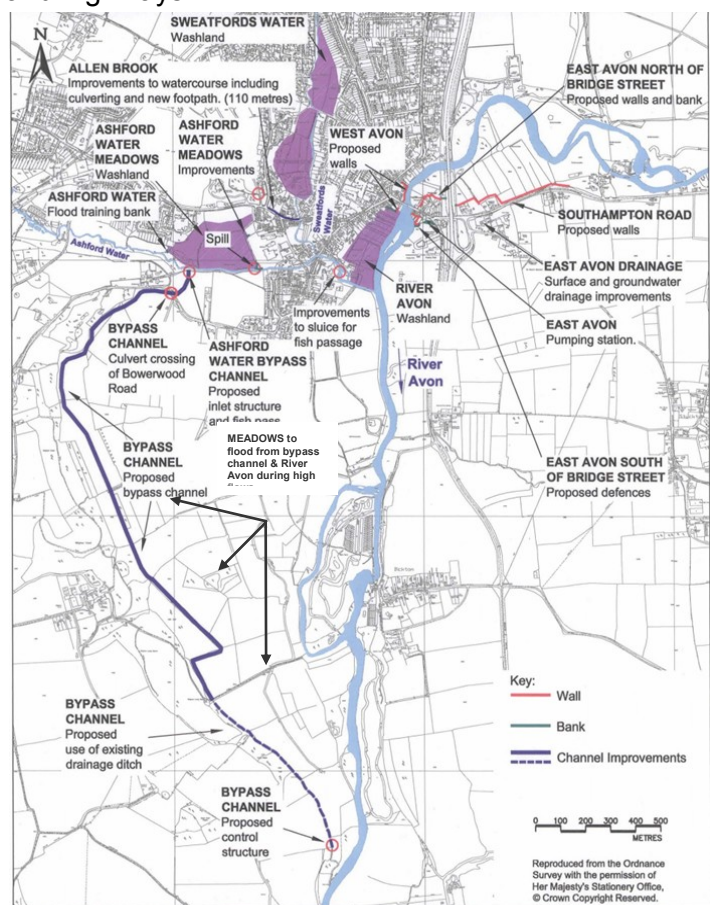 SWEATFORDS WATER
Washland
N
ALLEN BROOK
Improvements to watercourse including
culverting and new footpath. (110 metres)
EAST AVON NORTH OF
BRIDGE STREET
Proposed walls and bank
ASHFORD
WATER
MEADOWS
Washland
ASHFORD
WATER
MEADOWS
Improvements
WEST AVON
Proposed
walls
ASHFORD WATER
Flood training bank
Sweatfords
Water
SOUTHAMPTON ROAD
Proposed walls
Spill
Ashford Water
EAST AVON DRAINAGE
Surface and groundwater
drainage improvements
RIVER
AVON
Washland
Improvements
to sluice for
fish passage
EAST AVON
Pumping station.
BYPASS
CHANNEL
Culvert crossing
of Bowerwood
Road
ASHFORD
WATER BYPASS
CHANNEL
Proposed
inlet structure
and fish pass
River
Avon
MEADOWS to
flood from bypass
channel & River
Avon during high
BYPASS
CHANNEL
Proposed
bypass channel
EAST AVON SOUTH
OF BRIDGE STREET
Proposed defences
Bickton
Key:
Wall
Bank
Channel Improvements
BYPASS
CHANNEL
Proposed
use of existing
drainage ditch
BYPASS
CHANNEL
Proposed
control
structure
0 100 200 300 400 500
METRES
Reproduced from the Ordnance
Survey with the permission of
Her Majesty's Stationery Office,
© Crown Copyright Reserved.